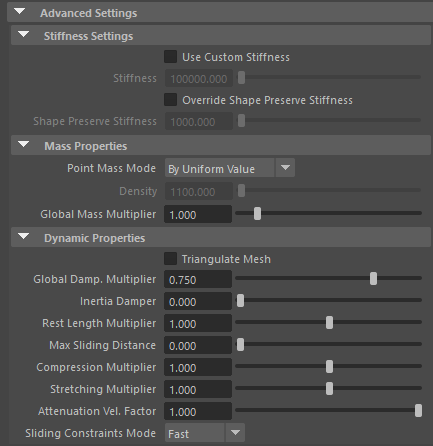 Advanced Settings
Stiffness Settings
Use Custom Stiffness
Stiffness 100000.000
Override Shape Preserve Stiffness
Shape Preserve Stiffness 1000.000
Mass Properties
Point Mass Mode By Uniform Value
Density 1100.000
Global Mass Multiplier 1.000
Dynamic Properties
Triangulate Mesh
Global Damp. Multiplier 0.750
Inertia Damper 0.000
Rest Length Multiplier 1.000
Max Sliding Distance 0.000
Compression Multiplier 1.000
Stretching Multiplier 1.000
Attenuation Vel. Factor 1.000
Sliding Constraints Mode Fast